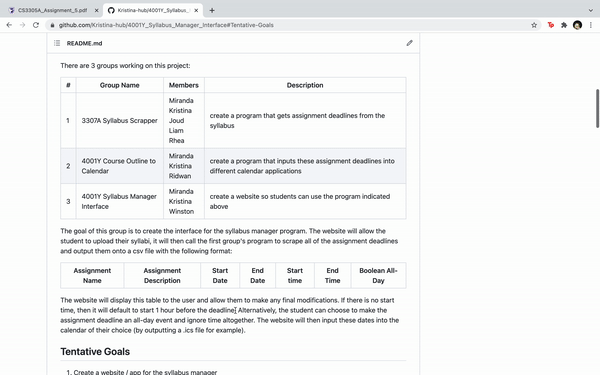 CS3305A_Assignment_5.pdf
Kristina-hub/4001Y_Syllabus_
github.com/Kristina-hub/4001Y_Syllabus_Manager_Interface#Tentative-Goals
README.md
There are 3 groups working on this project:
# Group Name Members Description
1 3307A Syllabus Scrapper Miranda Kristina Joud Liam Rhea create a program that gets assignment deadlines from the
syllabus
2 4001Y Course Outline to
Calendar Miranda Kristina Ridwan create a program that inputs these assignment deadlines into
different calendar applications
3 4001Y Syllabus Manager
Interface Miranda Kristina Winston create a website so students can use the program indicated
above
The goal of this group is to create the interface for the syllabus manager program. The website will allow the
student to upload their syllabi, it will then call the first group's program to scrape all of the assignment deadlines
and output them onto a csv file with the following format:
Assignment Name Assignment Description Start Date End Date Start time End Time Boolean All-Day
The website will display this table to the user and allow them to make any final modifications. If there is no start
time, then it will default to start 1 hour before the deadline. Alternatively, the student can choose to make the
assignment deadline an all-day event and ignore time altogether. The website will then input these dates into the
calendar of their choice (by outputting a .ics file for example).
Tentative Goals
1. Create a website / app for the syllabus manager